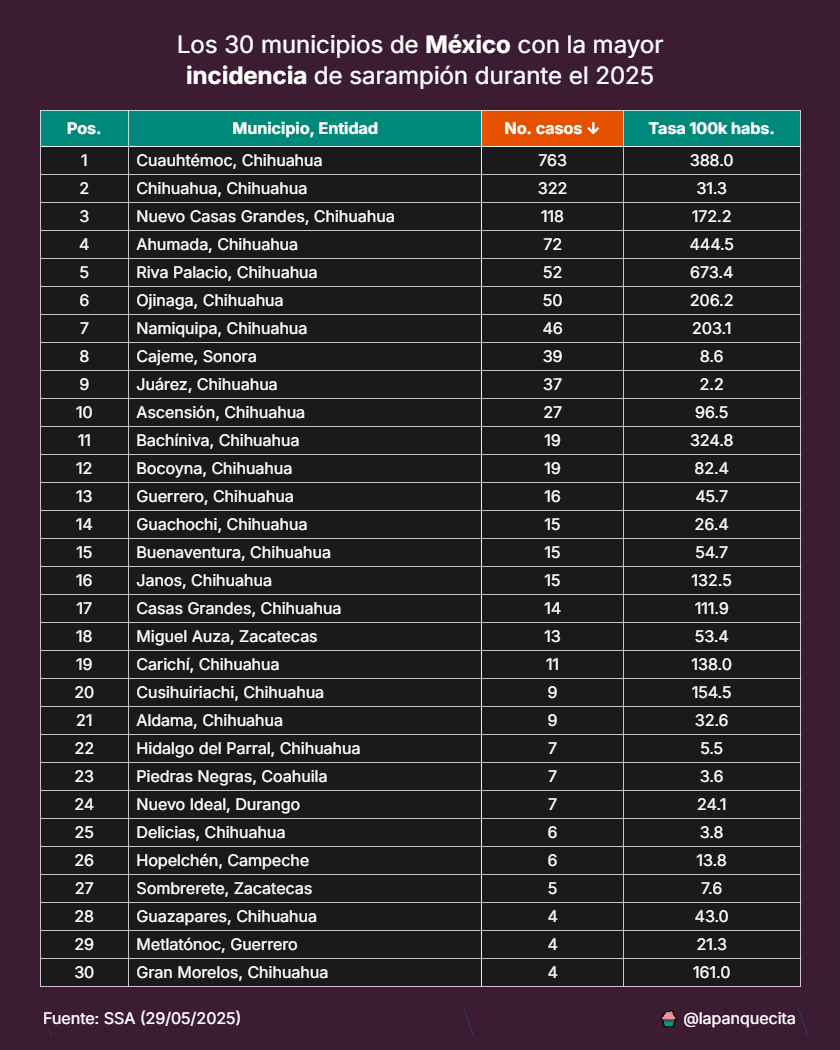 Los 30 municipios de México con la mayor
incidencia de sarampión durante el 2025
Pos. Municipio, Entidad No. casos ↓ Tasa 100k habs.
1 Cuauhtémoc, Chihuahua 763 388.0
2 Chihuahua, Chihuahua 322 31.3
3 Nuevo Casas Grandes, Chihuahua 118 172.2
4 Ahumada, Chihuahua 72 444.5
5 Riva Palacio, Chihuahua 52 673.4
6 Ojinaga, Chihuahua 50 206.2
7 Namiquipa, Chihuahua 46 203.1
8 Cajeme, Sonora 39 8.6
9 Juárez, Chihuahua 37 2.2
10 Ascensión, Chihuahua 27 96.5
11 Bachíniva, Chihuahua 19 324.8
12 Bocoyna, Chihuahua 19 82.4
13 Guerrero, Chihuahua 16 45.7
14 Guachochi, Chihuahua 15 26.4
15 Buenaventura, Chihuahua 15 54.7
16 Janos, Chihuahua 15 132.5
17 Casas Grandes, Chihuahua 14 111.9
18 Miguel Auza, Zacatecas 13 53.4
19 Carichí, Chihuahua 11 138.0
20 Cusihuiriachi, Chihuahua 9 154.5
21 Aldama, Chihuahua 9 32.6
22 Hidalgo del Parral, Chihuahua 7 5.5
23 Piedras Negras, Coahuila 7 3.6
24 Nuevo Ideal, Durango 7 24.1
25 Delicias, Chihuahua 6 3.8
26 Hopelchén, Campeche 6 13.8
27 Sombrerete, Zacatecas 5 7.6
28 Guazapares, Chihuahua 4 43.0
29 Metlatónoc, Guerrero 4 21.3
30 Gran Morelos, Chihuahua 4 161.0
Fuente: SSA (29/05/2025) @lapanquecita